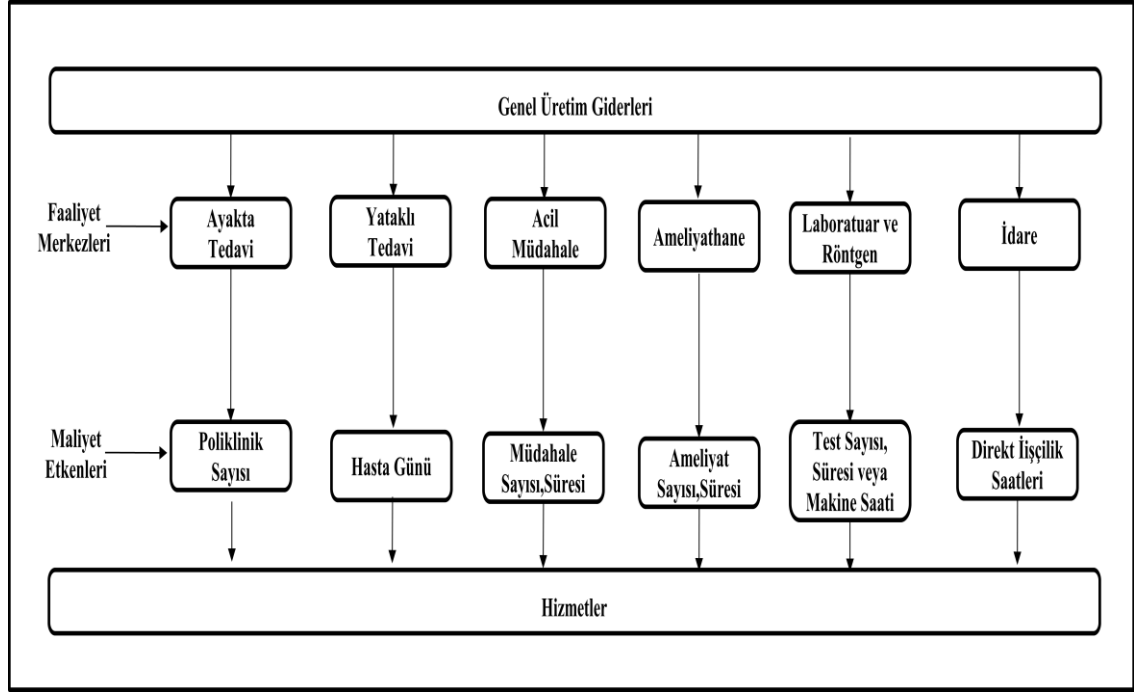 Genel Üretim Giderleri
Faaliyet
Merkezleri
Ayakta
Tedavi
Yataklı
Tedavi
Acil
Müdahale
Ameliyathane
Laboratuar ve
Röntgen
İdare
Maliyet
Etkenleri
Poliklinik
Sayısı
Hasta Günü
Müdahale
Sayısı,Süresi
Ameliyat
Sayısı,Süresi
Test Sayısı,
Süresi veya
Makine Saati
Direkt İişçilik
Saatleri
Hizmetler